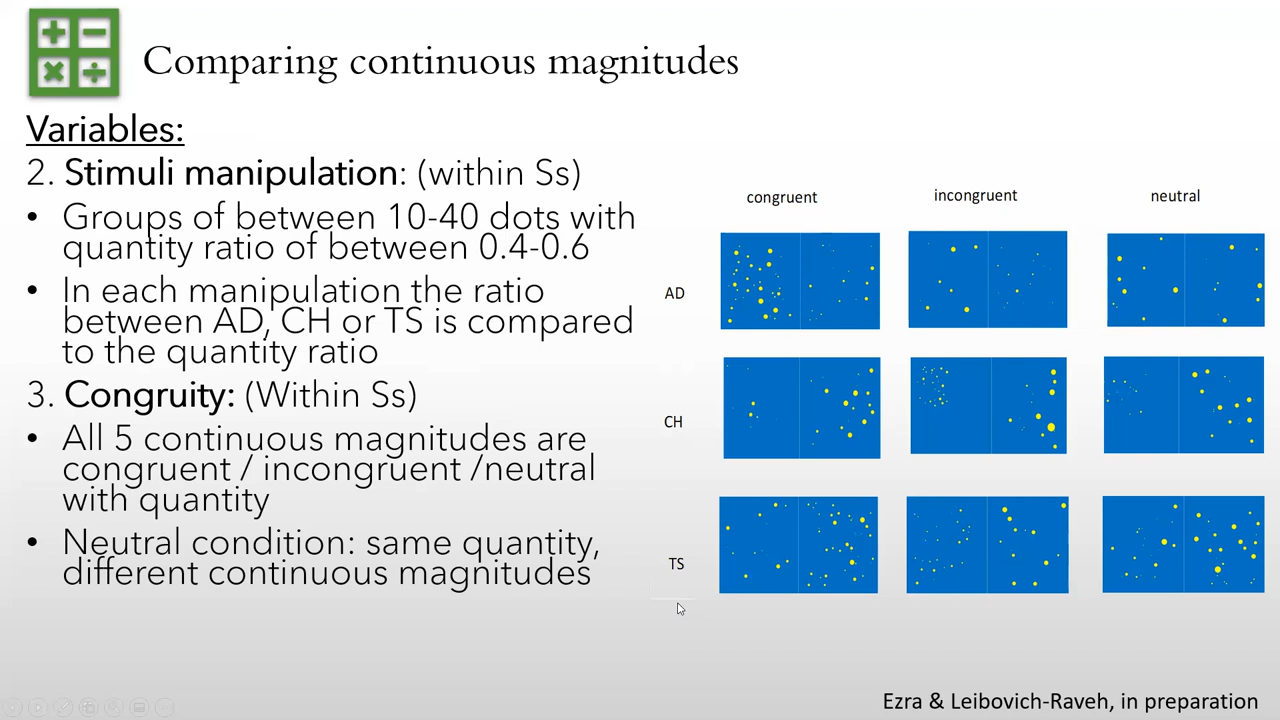 Comparing continuous magnitudes
Variables:
2. Stimuli manipulation: (within Ss)
• Groups of between 10-40 dots with
quantity ratio of between 0.4-0.6
• In each manipulation the ratio
between AD, CH or TS is compared
to the quantity ratio
3. Congruity: (Within Ss)
• All 5 continuous magnitudes are
congruent / incongruent /neutral
with quantity
• Neutral condition: same quantity,
different continuous magnitudes
congruent incongruent neutral
AD
CH
TS
Ezra & Leibovich-Raveh, in preparation